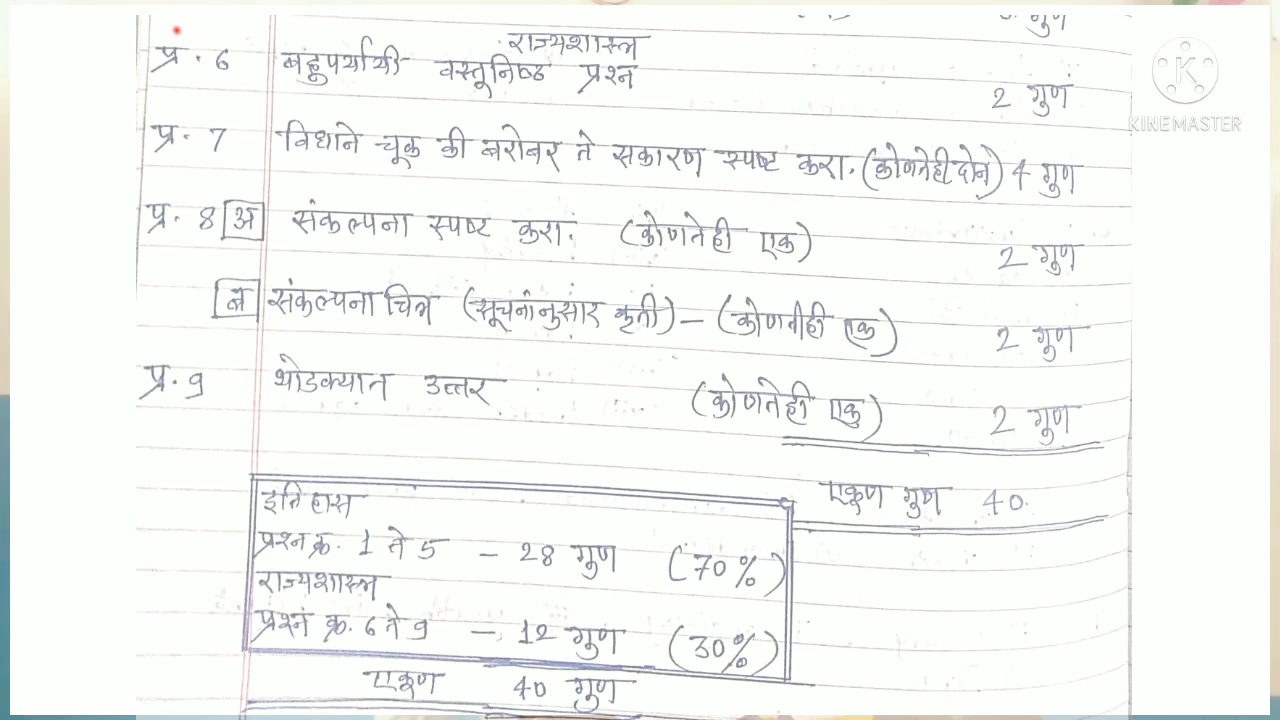 गुण
राज्यशास्त्र
प्र. 6 बहुपर्यायी वस्तूनिष्ठ प्रश्न 2 गुण
प्र. 7 विधाने चूक की बरोबर ते सकारण स्पष्ट करा. (कोणतेही दोन) 4 गुण
प्र. 8 अ संकल्पना स्पष्ट करा. (कोणतेही एक) 2 गुण
ब संकल्पनाचित्र (सूचनांनुसार कृती) – (कोणतीही एक) 2 गुण
प्र. 9 थोडक्यात उत्तर (कोणतेही एक) 2 गुण
एकूण गुण 40.
इतिहास
प्रश्न क्र. 1 ते 5 – 28 गुण (70%)
राज्यशास्त्र
प्रश्न क्र. 6 ते 9 – 12 गुण (30%)
एकूण 40 गुण
K
KINEMASTER